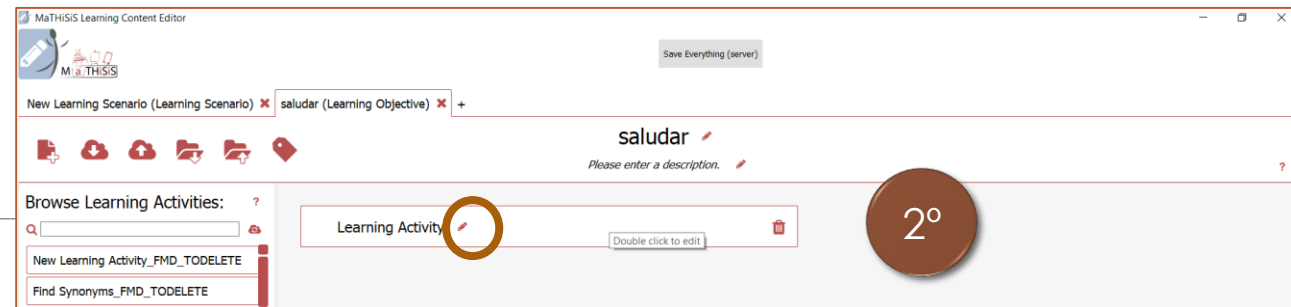 MaTHiSiS Learning Content Editor
MaTHiSiS
Save Everything (server)
New Learning Scenario (Learning Scenario) saludar (Learning Objective) +
saludar
Please enter a description.
?
Browse Learning Activities: ?
Learning Activity
2º
Double click to edit
New Learning Activity_FMD_TODELETE
Find Synonyms_FMD_TODELETE